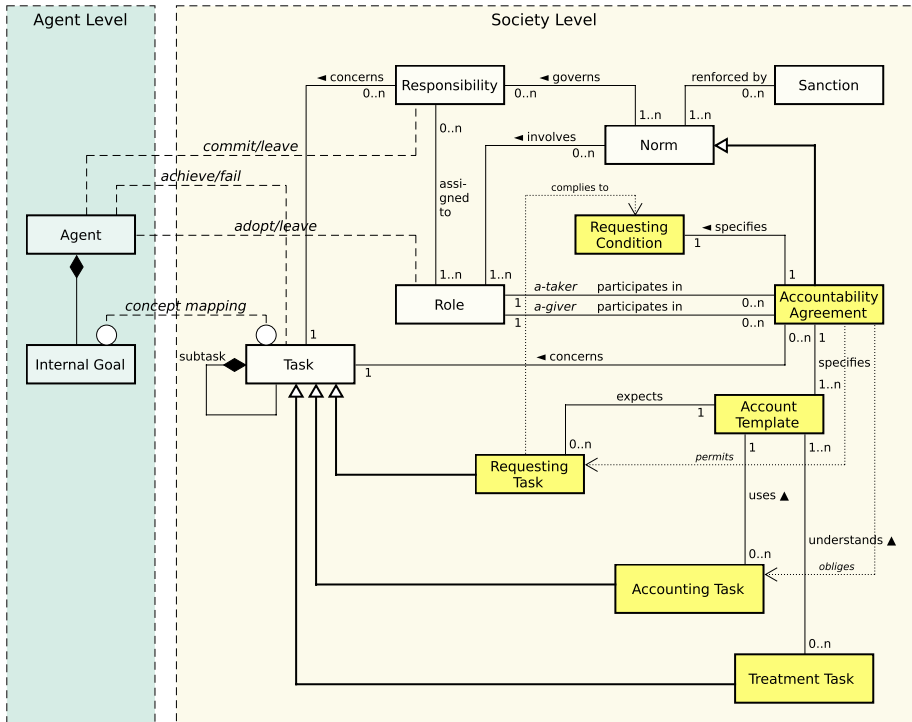 Agent Level
Society Level
◄ concerns
0..n
Responsibility
◄ governs
0..n
renforced by
0..n
Sanction
1..n
1..n
0..n
◄ involves
0..n
Norm
commit/leave
achieve/fail
assi-
gned
to
complies to
Agent
adopt/leave
Requesting
Condition
◄ specifies
1
1..n
1..n
1
Role
a-taker
participates in
1
0..n
a-giver
participates in
1
0..n
Accountability
Agreement
concept mapping
1
0..n
1
Internal Goal
subtask
Task
1
◄ concerns
specifies
1..n
expects
1
Account
Template
0..n
1
1..n
Requesting
Task
permits
uses ▲
understands ▲
0..n
obliges
Accounting Task
0..n
Treatment Task